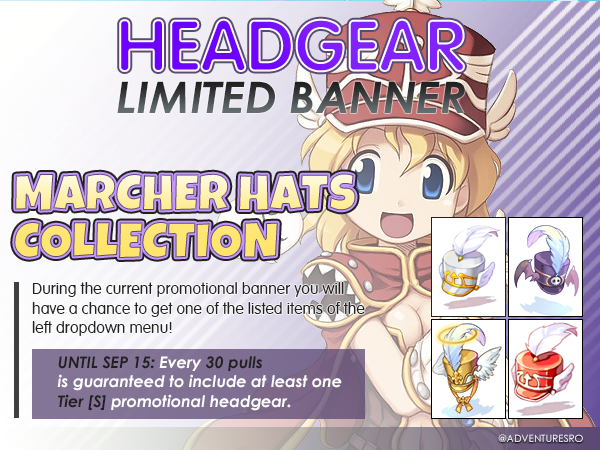 HEADGEAR
LIMITED BANNER
MARCHER HATS
COLLECTION
During the current promotional banner you will
have a chance to get one of the listed items of the
left dropdown menu!
UNTIL SEP 15: Every 30 pulls
is guaranteed to include at least one
Tier [S] promotional headgear.
@ADVENTURESRO